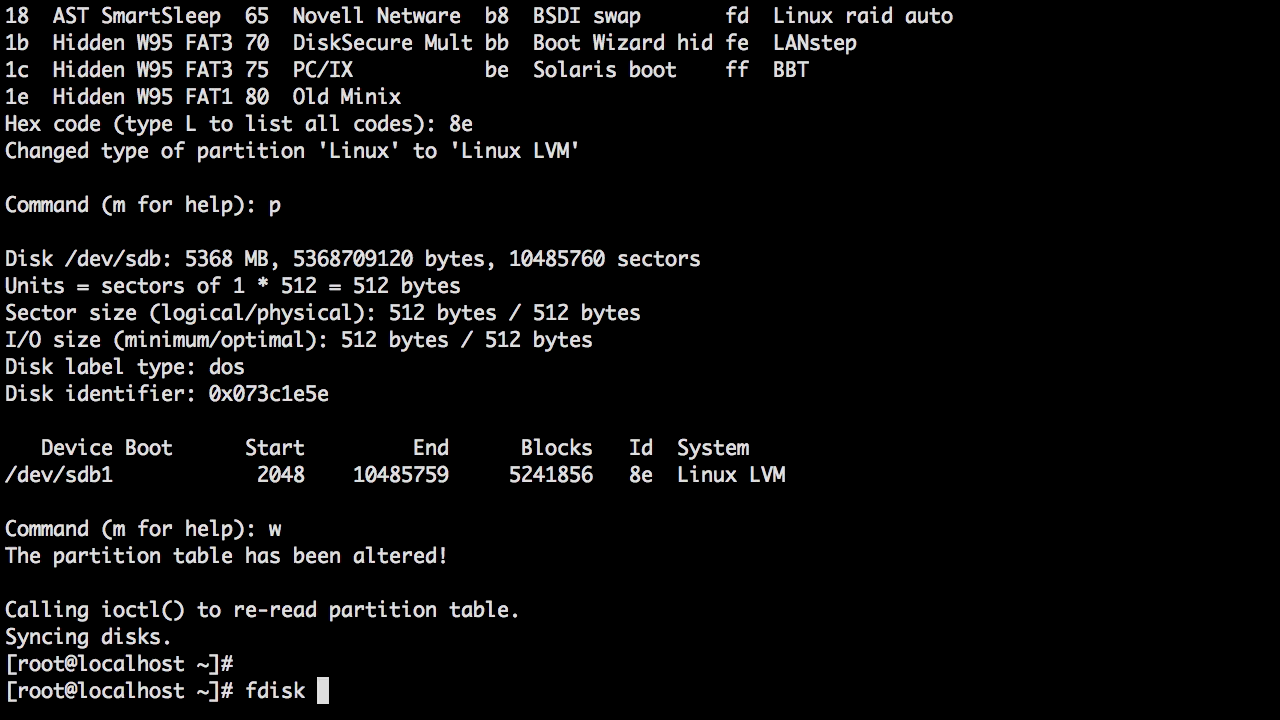 18  AST SmartSleep  65  Novell Netware  b8  BSDI swap       fd  Linux raid auto
1b  Hidden W95 FAT3 70  DiskSecure Mult bb  Boot Wizard hid fe  LANstep
1c  Hidden W95 FAT3 75  PC/IX           be  Solaris boot    ff  BBT
1e  Hidden W95 FAT1 80  Old Minix
Hex code (type L to list all codes): 8e
Changed type of partition 'Linux' to 'Linux LVM'
Command (m for help): p
Disk /dev/sdb: 5368 MB, 5368709120 bytes, 10485760 sectors
Units = sectors of 1 * 512 = 512 bytes
Sector size (logical/physical): 512 bytes / 512 bytes
I/O size (minimum/optimal): 512 bytes / 512 bytes
Disk label type: dos
Disk identifier: 0x073c1e5e
   Device Boot      Start         End      Blocks   Id  System
/dev/sdb1            2048    10485759     5241856   8e  Linux LVM
Command (m for help): w
The partition table has been altered!
Calling ioctl() to re-read partition table.
Syncing disks.
[root@localhost ~]#
[root@localhost ~]# fdisk